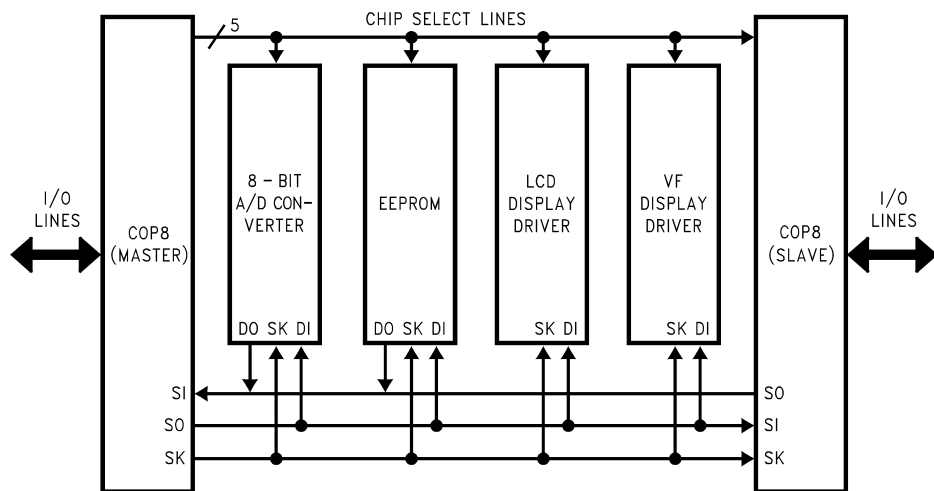 CHIP SELECT LINES
5
I/O
LINES
COP8
(MASTER)
8 - BIT
A/D CON-
VERTER
DO SK DI
EEPROM
DO SK DI
LCD
DISPLAY
DRIVER
SK DI
VF
DISPLAY
DRIVER
SK DI
COP8
(SLAVE)
I/O
LINES
SI
SO
SK
SO
SI
SK